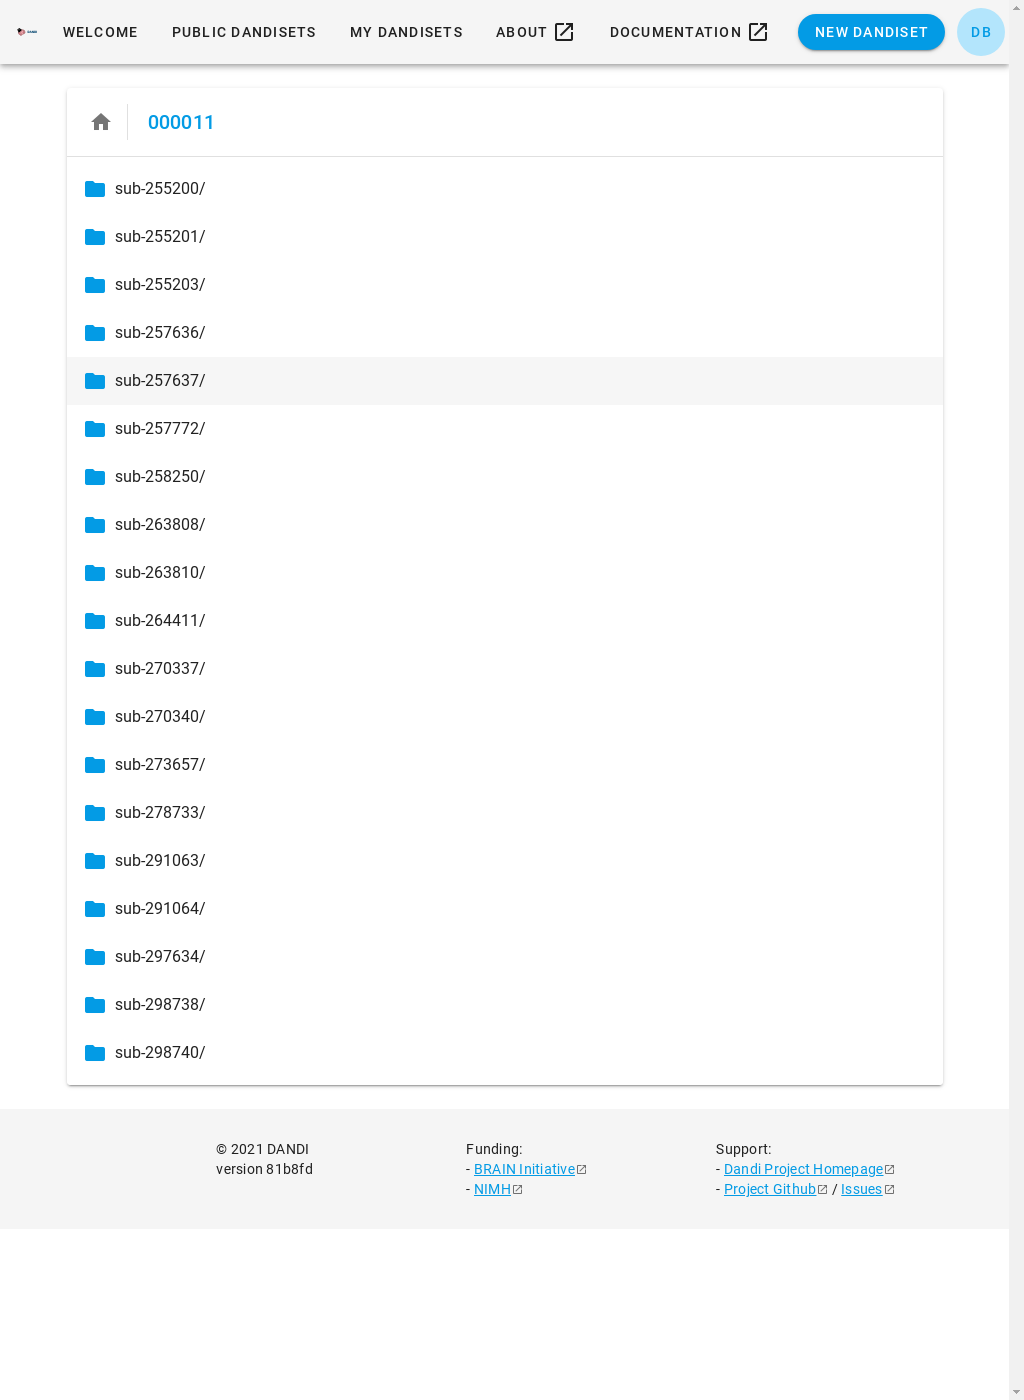 WELCOME PUBLIC DANDISETS MY DANDISETS ABOUT DOCUMENTATION NEW DANDISET DB
000011
sub-255200/
sub-255201/
sub-255203/
sub-257636/
sub-257637/
sub-257772/
sub-258250/
sub-263808/
sub-263810/
sub-264411/
sub-270337/
sub-270340/
sub-273657/
sub-278733/
sub-291063/
sub-291064/
sub-297634/
sub-298738/
sub-298740/
© 2021 DANDI
version 81b8fd
Funding:
- BRAIN Initiative
- NIMH
Support:
- Dandi Project Homepage
- Project Github / Issues